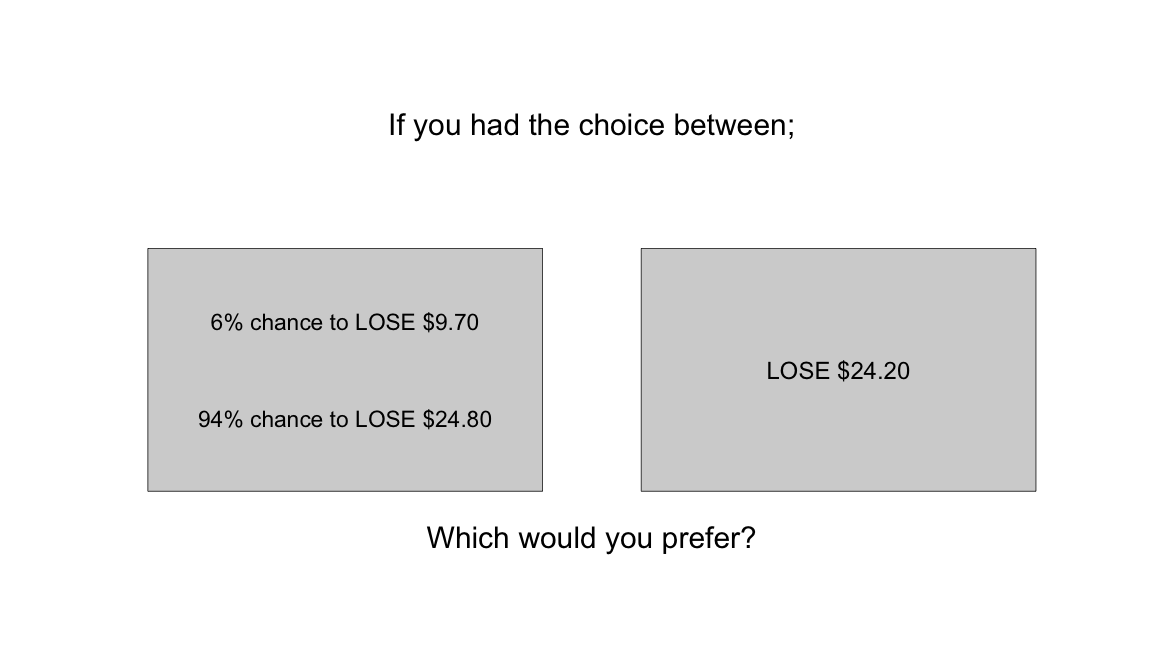 If you had the choice between;
6% chance to LOSE $9.70
94% chance to LOSE $24.80
LOSE $24.20
Which would you prefer?